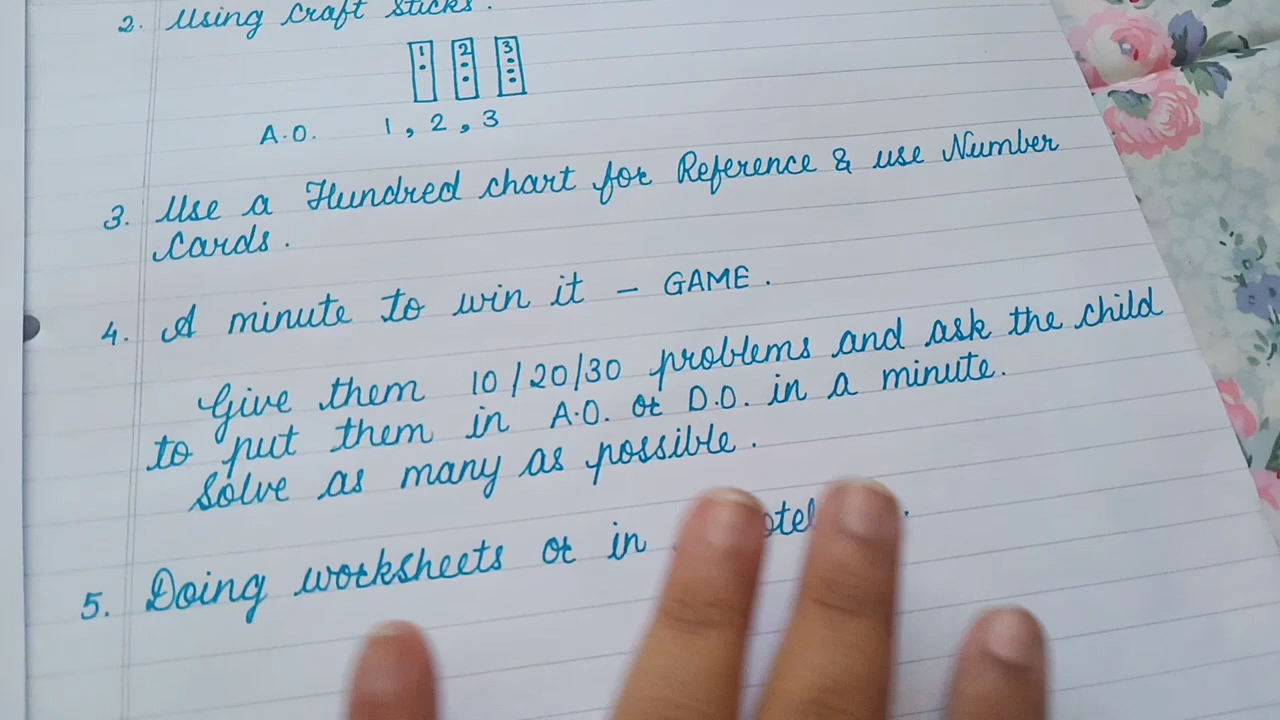 2. Using Craft Sticks.
1 2 3
A.O. 1, 2, 3
3. Use a Hundred chart for Reference & use Number
Cards.
4. A minute to win it - GAME.
Give them 10/20/30 problems and ask the child
to put them in A.O. or D.O. in a minute.
Solve as many as possible.
5. Doing worksheets or in